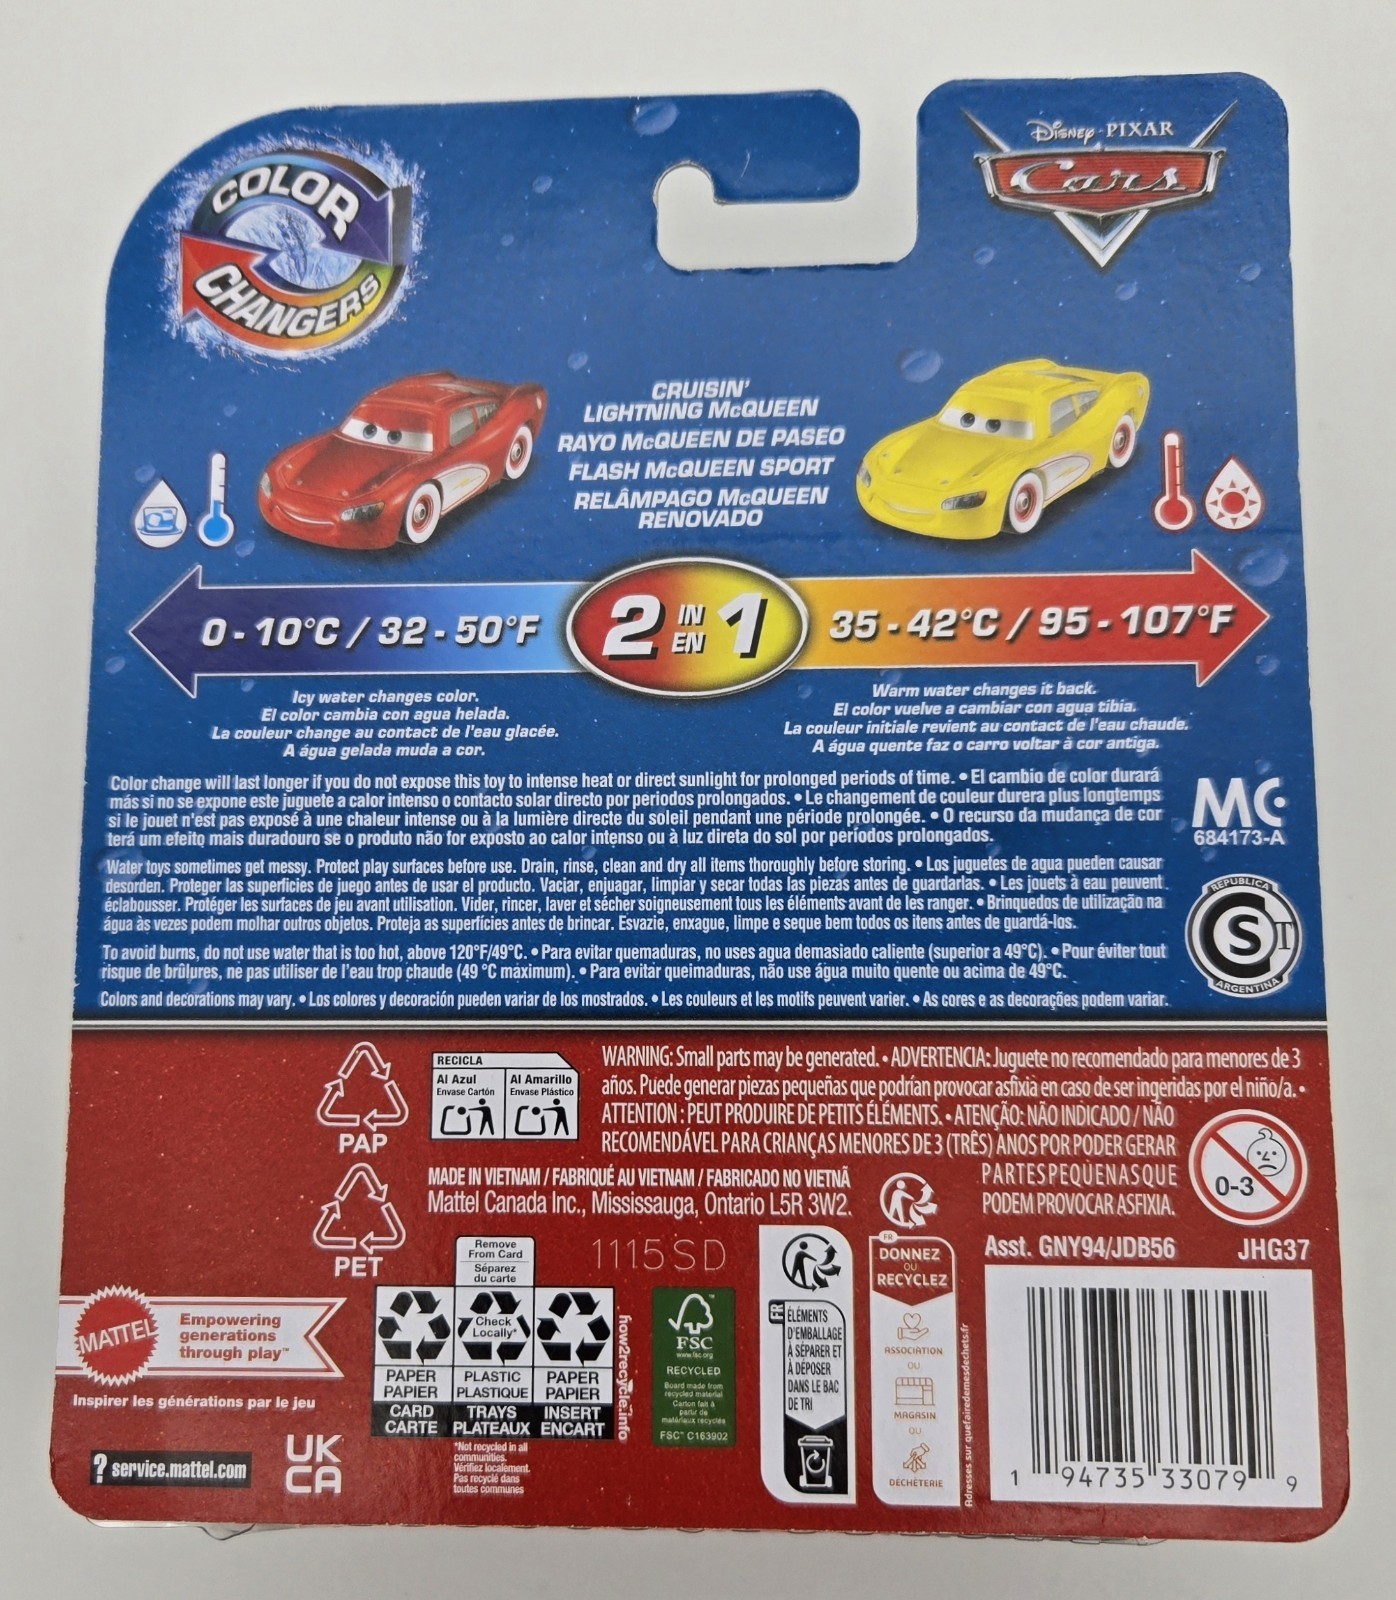 COLOR
CHANGERS
Disney·PIXAR
Cars
CRUISIN'
LIGHTNING McQUEEN
RAYO McQUEEN DE PASEO
FLASH McQUEEN SPORT
RELÂMPAGO McQUEEN
RENOVADO
0 - 10°C / 32 - 50°F
2 IN EN 1
35 - 42°C / 95 - 107°F
Icy water changes color.
El color cambia con agua helada.
La couleur change au contact de l'eau glacée.
A água gelada muda a cor.
Warm water changes it back.
El color vuelve a cambiar con agua tibia.
La couleur initiale revient au contact de l'eau chaude.
A água quente faz o carro voltar à cor antiga.
Color change will last longer if you do not expose this toy to intense heat or direct sunlight for prolonged periods of time. • El cambio de color durará
más si no se expone este juguete a calor intenso o contacto solar directo por periodos prolongados. • Le changement de couleur durera plus longtemps
si le jouet n'est pas exposé à une chaleur intense ou à la lumière directe du soleil pendant une période prolongée. • O recurso da mudança de cor
terá um efeito mais duradouro se o produto não for exposto ao calor intenso ou à luz direta do sol por períodos prolongados.
MC
684173-A
Water toys sometimes get messy. Protect play surfaces before use. Drain, rinse, clean and dry all items thoroughly before storing. • Los juguetes de agua pueden causar
desorden. Proteger las superficies de juego antes de usar el producto. Vaciar, enjuagar, limpiar y secar todas las piezas antes de guardarlas. • Les jouets à eau peuvent
éclabousser. Protéger les surfaces de jeu avant utilisation. Vider, rincer, laver et sécher soigneusement tous les éléments avant de les ranger. • Brinquedos de utilização na
água às vezes podem molhar outros objetos. Proteja as superfícies antes de brincar. Esvazie, enxague, limpe e seque bem todos os itens antes de guardá-los.
REPUBLICA
CST
ARGENTINA
To avoid burns, do not use water that is too hot, above 120°F/49°C. • Para evitar quemaduras, no uses agua demasiado caliente (superior a 49°C). • Pour éviter tout
risque de brûlures, ne pas utiliser de l'eau trop chaude (49 °C maximum). • Para evitar queimaduras, não use água muito quente ou acima de 49°C.
Colors and decorations may vary. • Los colores y decoración pueden variar de los mostrados. • Les couleurs et les motifs peuvent varier. • As cores e as decorações podem variar.
PAP
RECICLA
Al Azul
Envase Cartón
Al Amarillo
Envase Plástico
WARNING: Small parts may be generated. • ADVERTENCIA: Juguete no recomendado para menores de 3
años. Puede generar piezas pequeñas que podrían provocar asfixia en caso de ser ingeridas por el niño/a. •
ATTENTION : PEUT PRODUIRE DE PETITS ÉLÉMENTS. • ATENÇÃO: NÃO INDICADO / NÃO
RECOMENDÁVEL PARA CRIANÇAS MENORES DE 3 (TRÊS) ANOS POR PODER GERAR
PARTES PEQUENAS QUE
PODEM PROVOCAR ASFIXIA.
0-3
MADE IN VIETNAM / FABRIQUÉ AU VIETNAM / FABRICADO NO VIETNÃ
Mattel Canada Inc., Mississauga, Ontario L5R 3W2.
PET
Remove
From Card
Séparez
du carte
1115SD
Asst. GNY94/JDB56
JHG37
MATTEL
Empowering
generations
through play™
Inspirer les générations par le jeu
? service.mattel.com
UK
CA
Check
Locally*
PAPER
PAPIER
CARD
CARTE
PLASTIC
PLASTIQUE
TRAYS
PLATEAUX
PAPER
PAPIER
INSERT
ENCART
*Not recycled in all
communities.
Vérifiez localement.
Pas recyclé dans
toutes communes
how2recycle.info
FSC
www.fsc.org
RECYCLED
Board made from
recycled material
Carton fait à
partir de
matériaux recyclés
FSC™ C163902
FR
ÉLÉMENTS
D'EMBALLAGE
À SÉPARER ET
À DÉPOSER
DANS LE BAC
DE TRI
FR
DONNEZ
OU
RECYCLEZ
ASSOCIATION
OU
MAGASIN
OU
DÉCHÈTERIE
Adresses sur quefairedemesdechets.fr
1 94735 33079 9